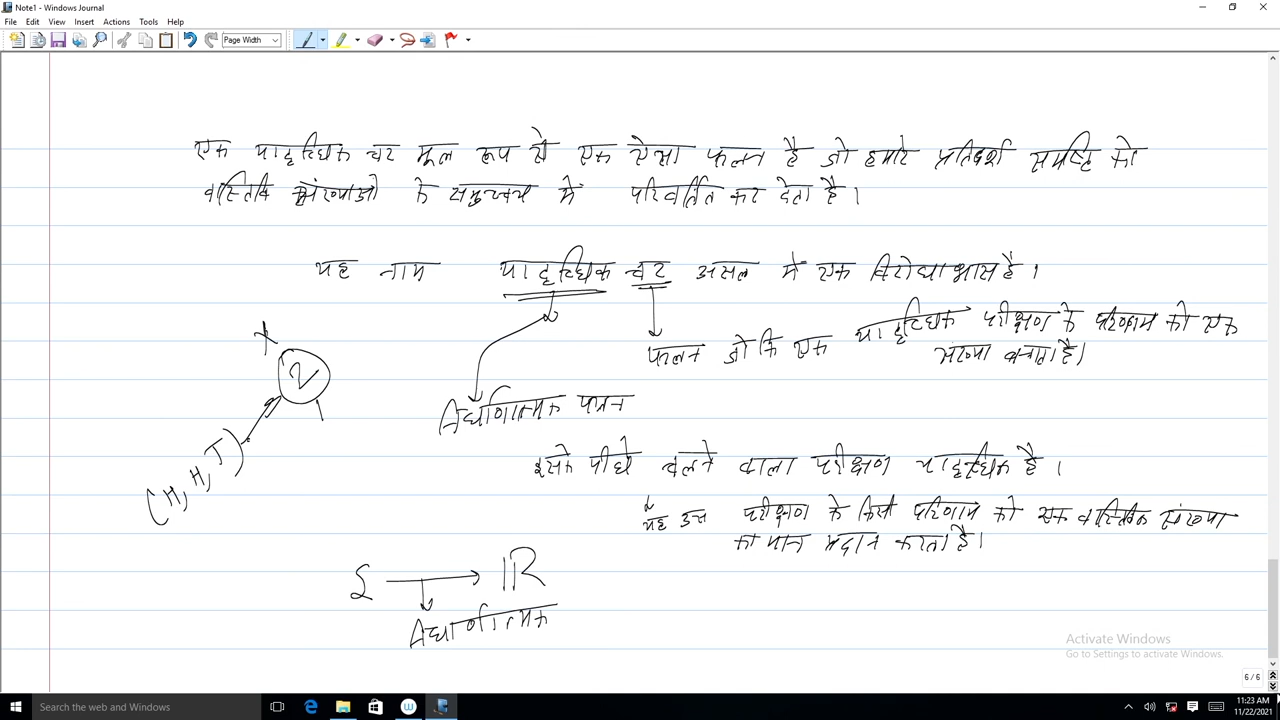 Note1 - Windows Journal
File Edit View Insert Actions Tools Help
Page Width
एक यादृच्छिक चर मूल रूप से एक ऐसा फलन है जो हमारे प्रतिदर्श समष्टि को
वास्तविक संख्याओ के समुच्चय में परिवर्तित कर देता है।
यह नाम यादृच्छिक चर असल में एक विरोधाभास है।
फलन जो कि एक यादृच्छिक परीक्षण के परिणाम को एक
संख्या बनाता है।
X
2
निर्धारणात्मक फलन
(H, H, T)
इसके पीछे चलने वाला परीक्षण यादृच्छिक है।
यह उस परीक्षण के किसी परिणाम को एक वास्तविक संख्या
का मान प्रदान करता है।
S → IR
निर्धारणात्मक
Activate Windows
Go to Settings to activate Windows.
6 / 6
Search the web and Windows
11:23 AM
11/22/2021